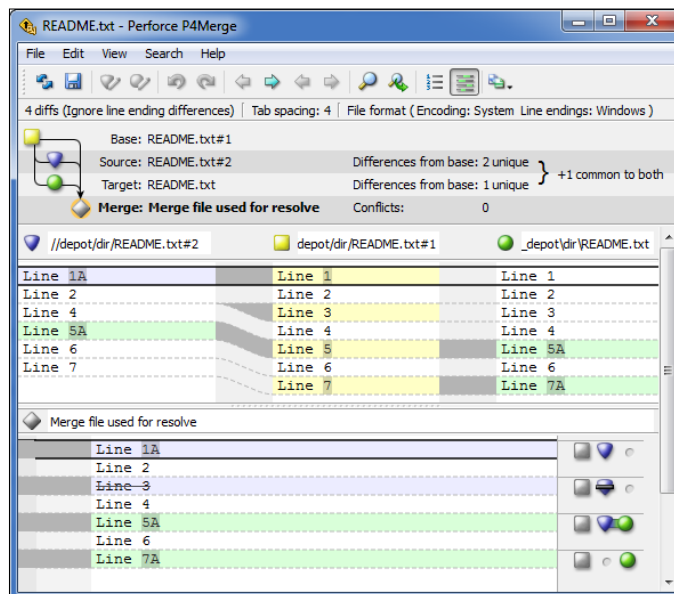 README.txt - Perforce P4Merge
File Edit View Search Help
4 diffs (Ignore line ending differences) | Tab spacing: 4 | File format ( Encoding: System Line endings: Windows )
Base: README.txt#1
Source: README.txt#2 Differences from base: 2 unique
Target: README.txt Differences from base: 1 unique
+1 common to both
Merge: Merge file used for resolve Conflicts: 0
//depot/dir/README.txt#2 depot/dir/README.txt#1 _depot\dir\README.txt
Line 1A Line 1 Line 1
Line 2 Line 2 Line 2
Line 4 Line 3 Line 3
Line 5A Line 4 Line 4
Line 6 Line 5 Line 5A
Line 7 Line 6 Line 6
Line 7 Line 7A
Merge file used for resolve
Line 1A
Line 2
Line 3
Line 4
Line 5A
Line 6
Line 7A